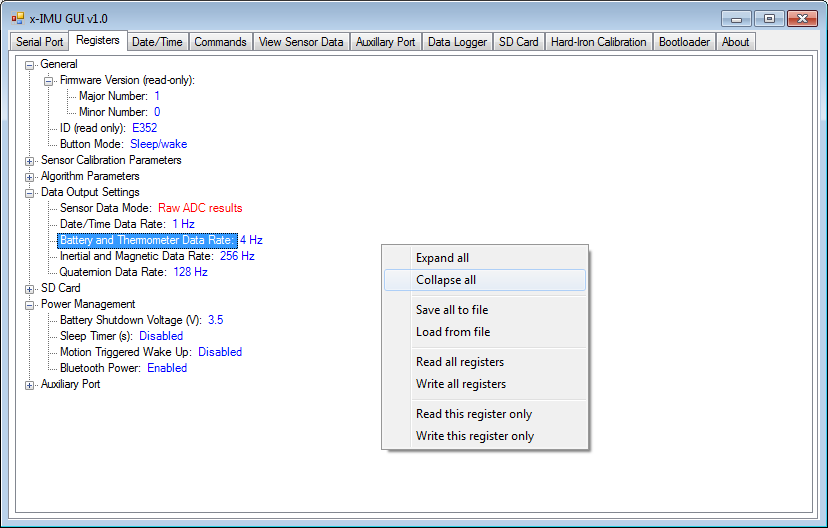 x-IMU GUI v1.0
Serial Port Registers Date/Time Commands View Sensor Data Auxillary Port Data Logger SD Card Hard-Iron Calibration Bootloader About
General
Firmware Version (read-only):
Major Number: 1
Minor Number: 0
ID (read only): E352
Button Mode: Sleep/wake
Sensor Calibration Parameters
Algorithm Parameters
Data Output Settings
Sensor Data Mode: Raw ADC results
Date/Time Data Rate: 1 Hz
Battery and Thermometer Data Rate: 4 Hz
Inertial and Magnetic Data Rate: 256 Hz
Quaternion Data Rate: 128 Hz
SD Card
Power Management
Battery Shutdown Voltage (V): 3.5
Sleep Timer (s): Disabled
Motion Triggered Wake Up: Disabled
Bluetooth Power: Enabled
Auxiliary Port
Expand all
Collapse all
Save all to file
Load from file
Read all registers
Write all registers
Read this register only
Write this register only